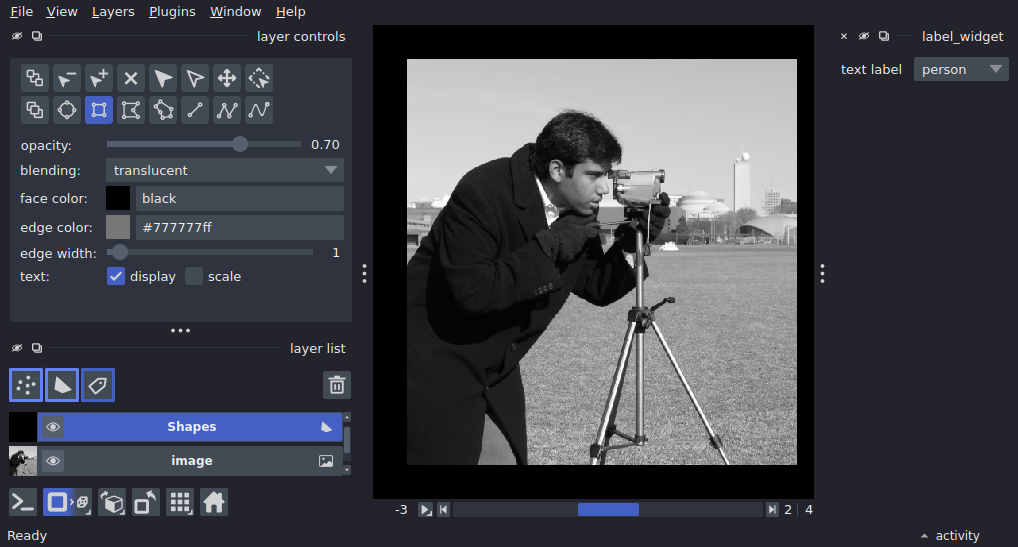 File View Layers Plugins Window Help
layer controls
label_widget
text label person
opacity: 0.70
blending: translucent
face color: black
edge color: #777777ff
edge width: 1
text: display scale
layer list
Shapes
image
-3 2 4
Ready
activity